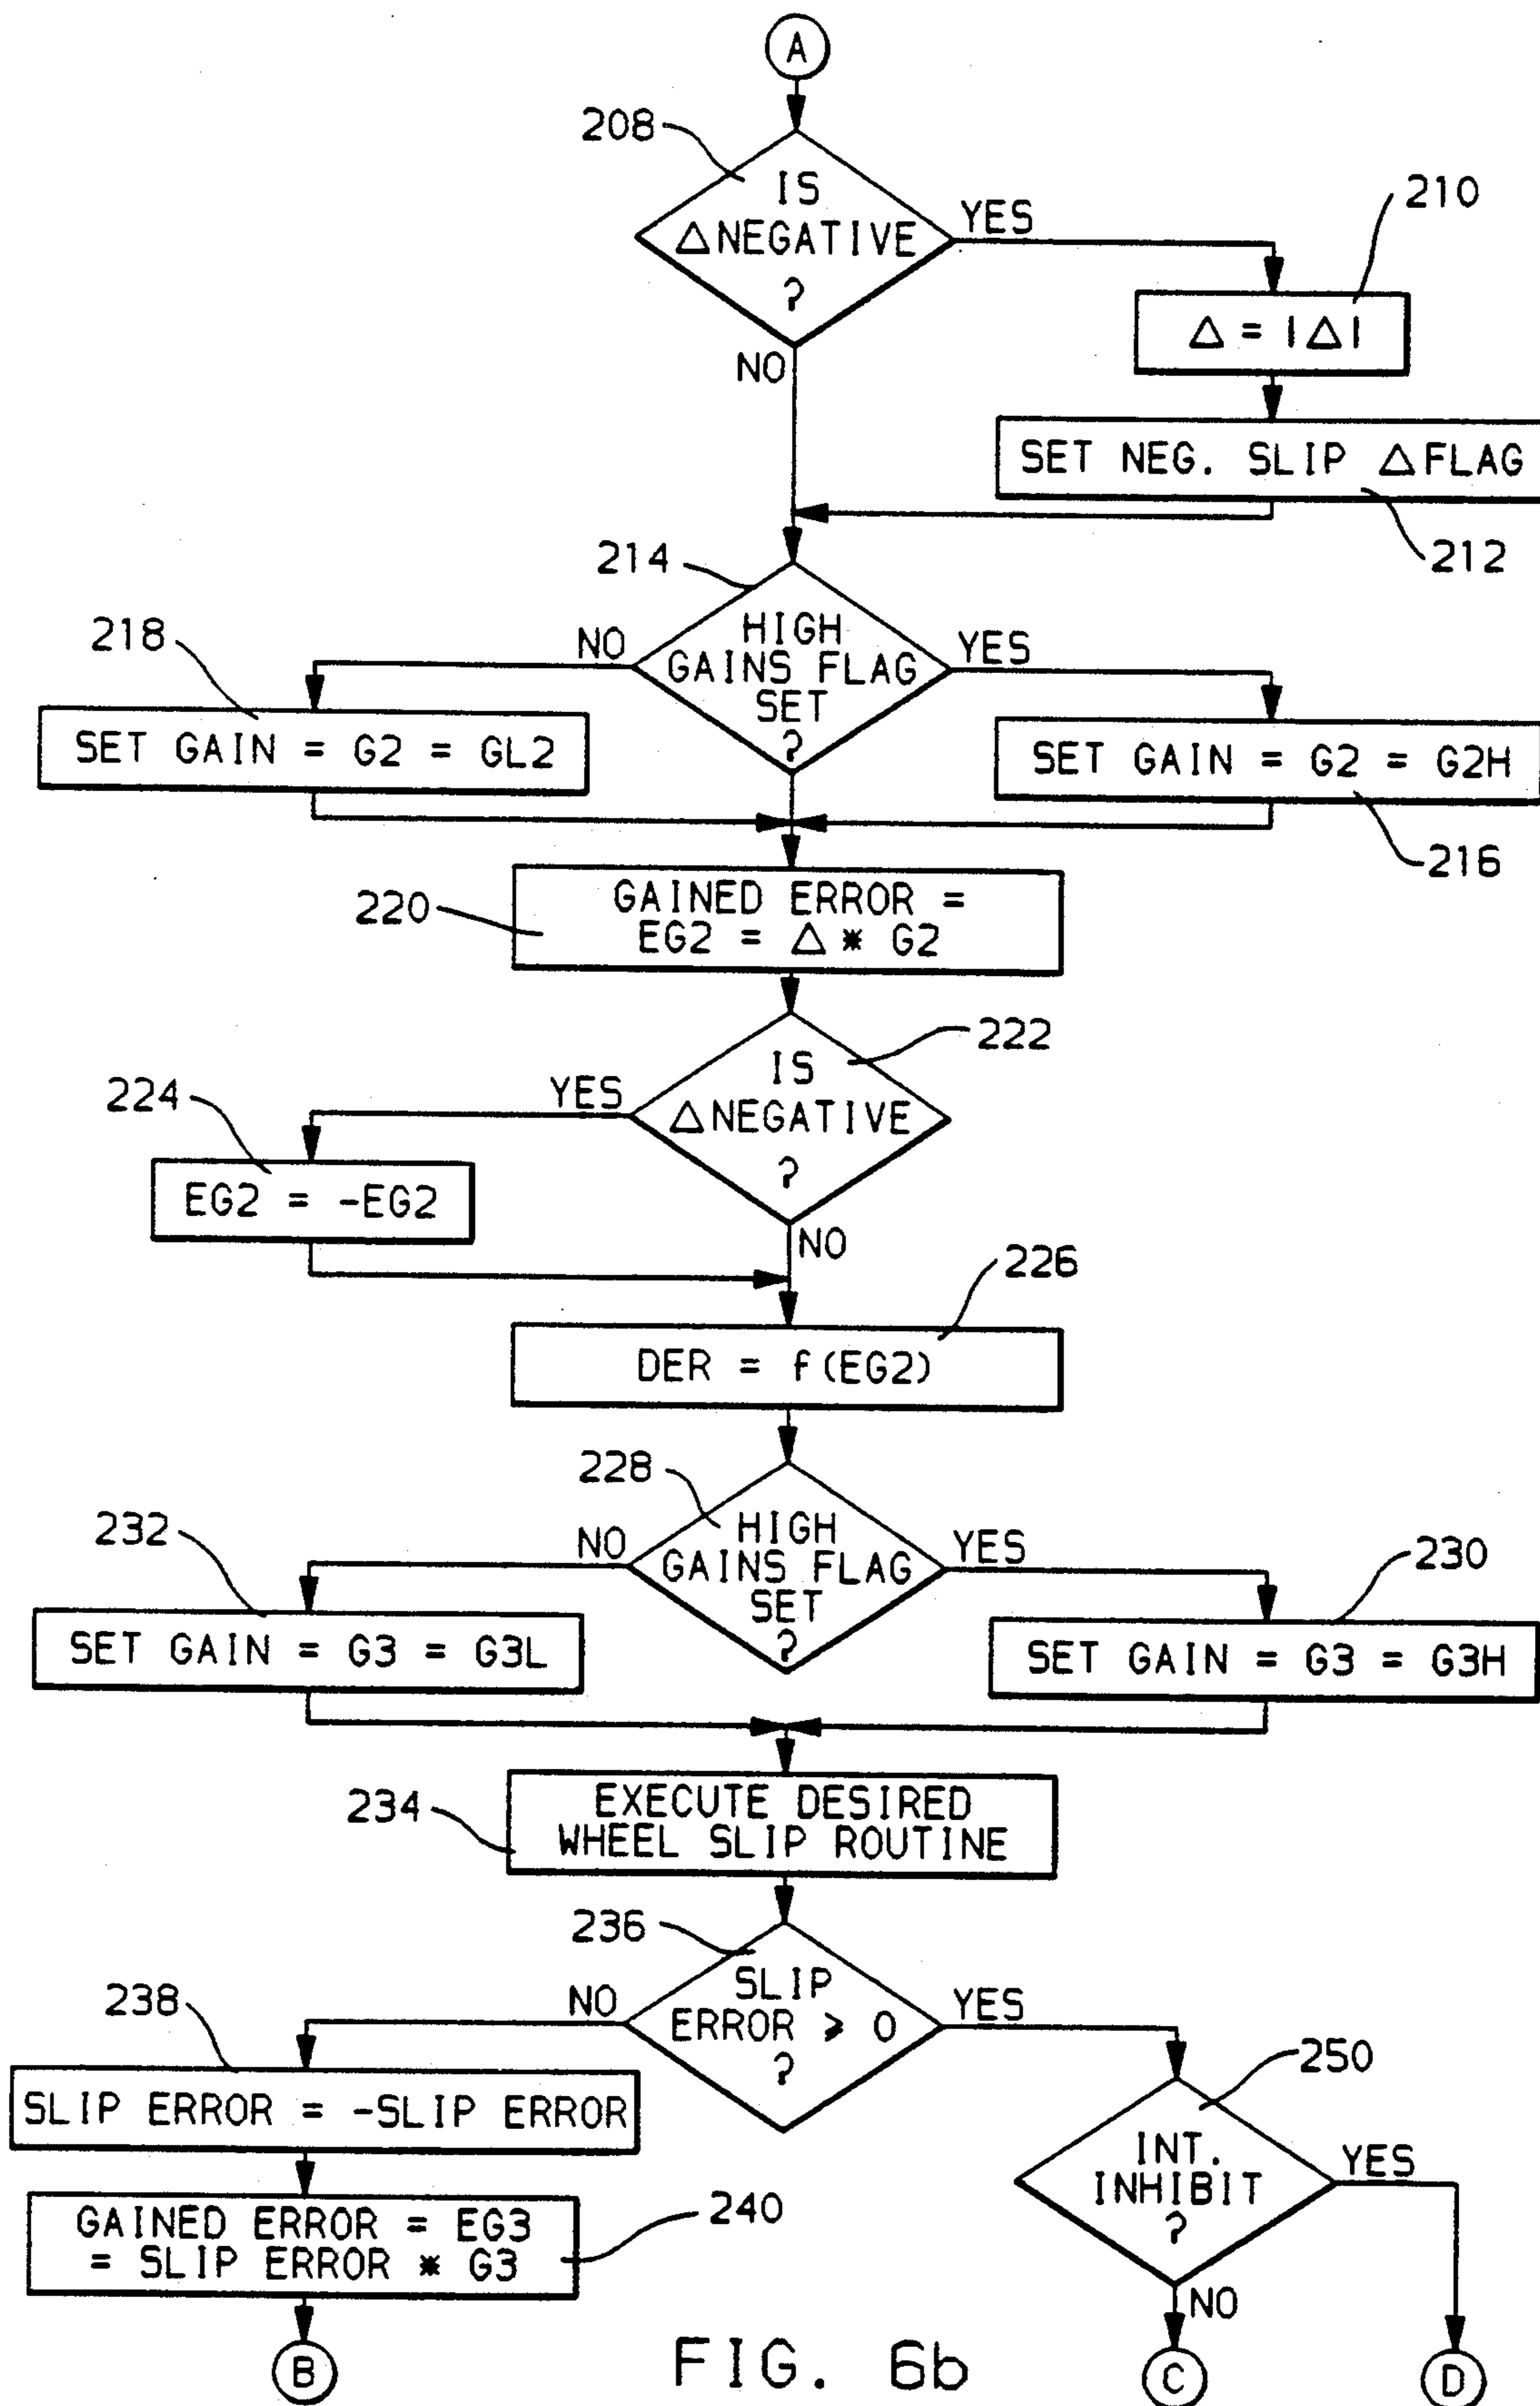 A
208
IS
△ NEGATIVE
?
YES
NO
210
△ = |△|
SET NEG. SLIP △ FLAG
212
214
HIGH
GAINS FLAG
SET
?
NO
YES
218
SET GAIN = G2 = GL2
SET GAIN = G2 = G2H
216
220
GAINED ERROR =
EG2 = △ * G2
222
IS
△ NEGATIVE
?
YES
NO
224
EG2 = -EG2
226
DER = f(EG2)
228
HIGH
GAINS FLAG
SET
?
NO
YES
232
SET GAIN = G3 = G3L
230
SET GAIN = G3 = G3H
234
EXECUTE DESIRED
WHEEL SLIP ROUTINE
236
SLIP
ERROR ⩾ 0
?
NO
YES
238
SLIP ERROR = -SLIP ERROR
250
INT.
INHIBIT
?
YES
NO
GAINED ERROR = EG3
= SLIP ERROR * G3
240
B
C
D
FIG. 6b